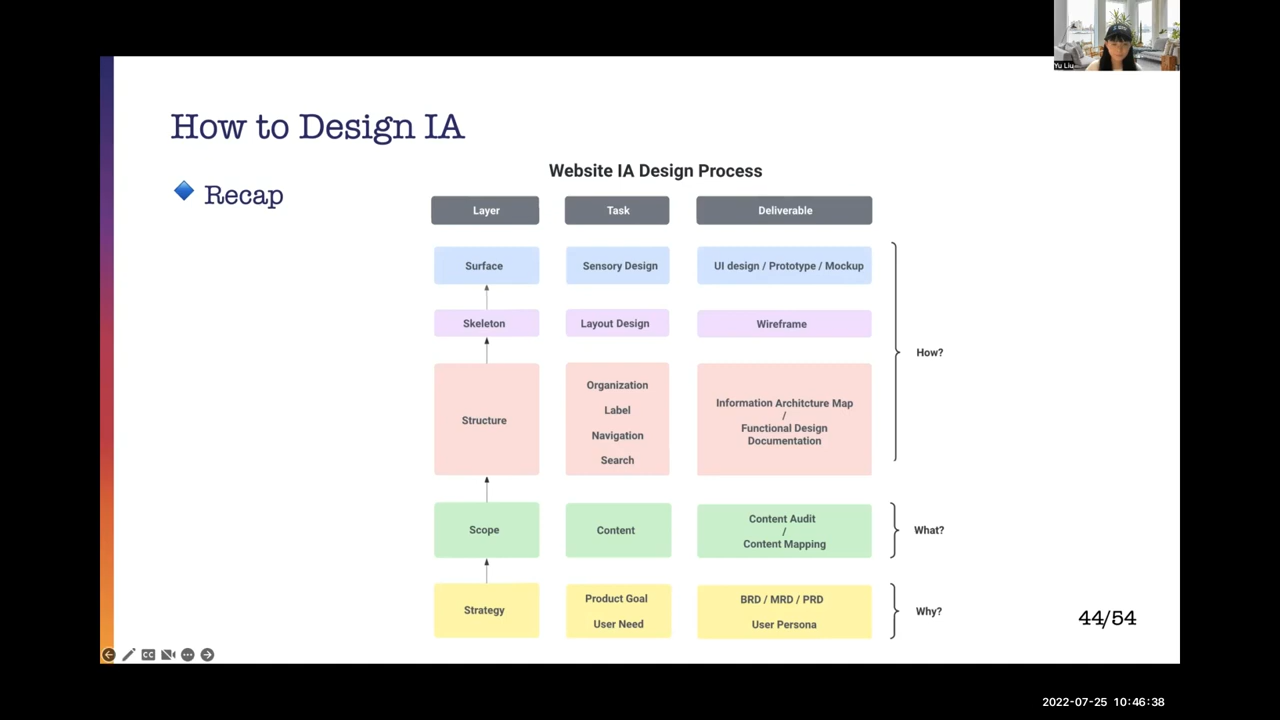 Yu Liu
How to Design IA
Recap
Website IA Design Process
Layer
Task
Deliverable
Surface
Sensory Design
UI design / Prototype / Mockup
Skeleton
Layout Design
Wireframe
How?
Structure
Organization
Label
Navigation
Search
Information Architcture Map
/
Functional Design
Documentation
Scope
Content
Content Audit
/
Content Mapping
What?
Strategy
Product Goal
User Need
BRD / MRD / PRD
User Persona
Why?
44/54
CC
2022-07-25 10:46:38